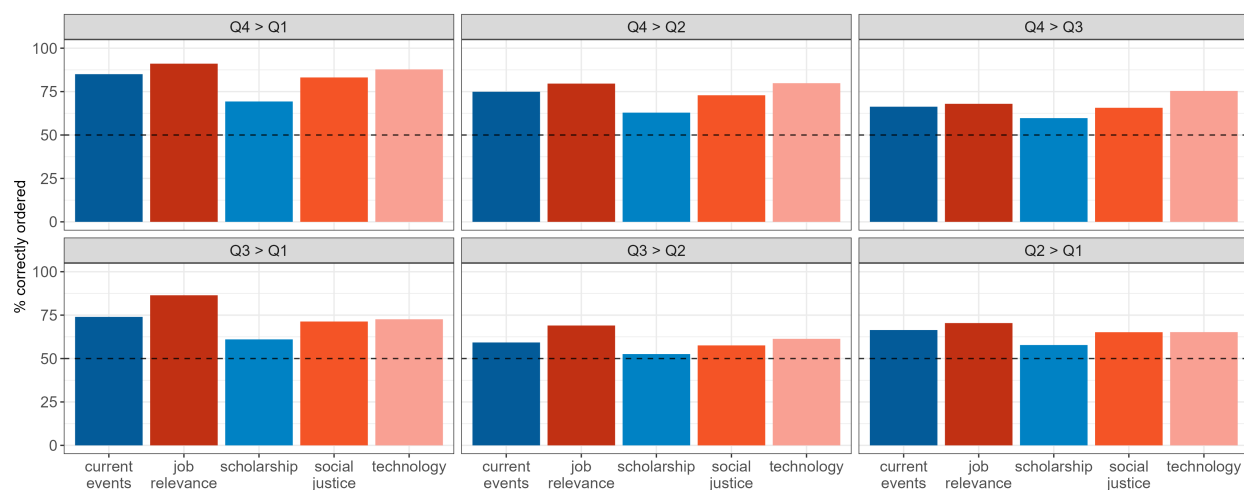 Q4 > Q1
Q4 > Q2
Q4 > Q3
100
75
50
25
0
% correctly ordered
Q3 > Q1
Q3 > Q2
Q2 > Q1
100
75
50
25
0
current events
job relevance
scholarship
social justice
technology
current events
job relevance
scholarship
social justice
technology
current events
job relevance
scholarship
social justice
technology